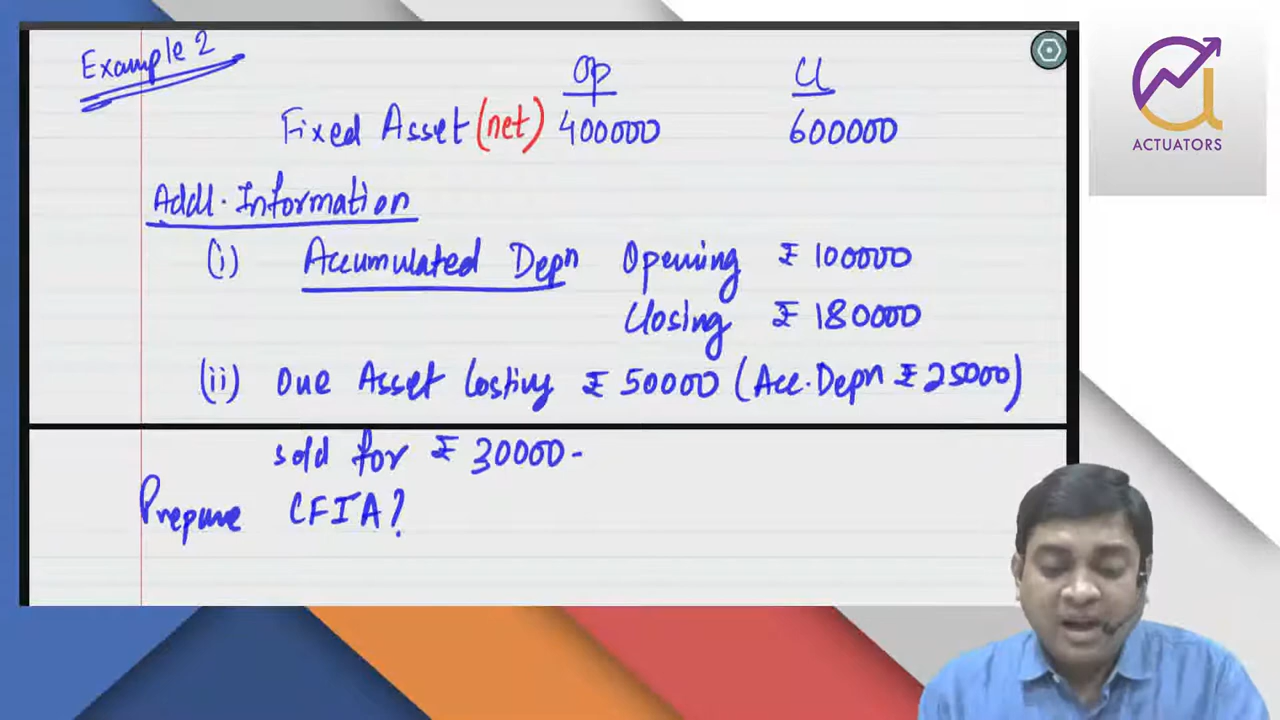 Example 2
Op Cl
Fixed Asset (net) 400000 600000
Addl. Information
(i) Accumulated Depn Opening ₹ 100000
Closing ₹ 180000
(ii) One Asset Costing ₹ 50000 (Acc. Depn ₹ 25000)
sold for ₹ 30000-
Prepare CFIA?
ACTUATORS